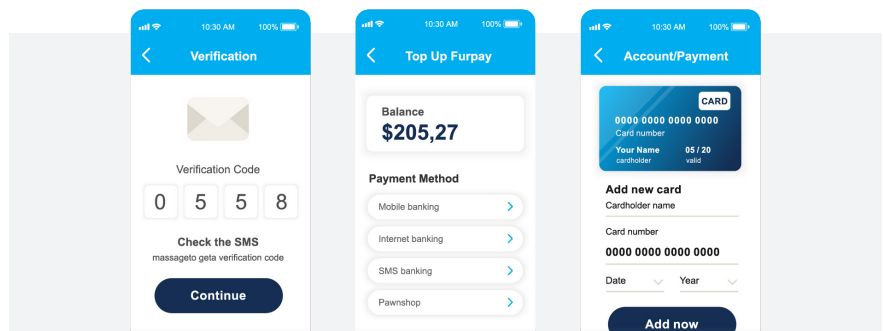 10:30 AM 100%
Verification
Verification Code
0 5 5 8
Check the SMS
massageto geta verification code
Continue
10:30 AM 100%
Top Up Furpay
Balance
$205,27
Payment Method
Mobile banking
Internet banking
SMS banking
Pawnshop
10:30 AM 100%
Account/Payment
CARD
0000 0000 0000 0000
Card number
Your Name 05 / 20
cardholder valid
Add new card
Cardholder name
Card number
0000 0000 0000 0000
Date Year
Add now